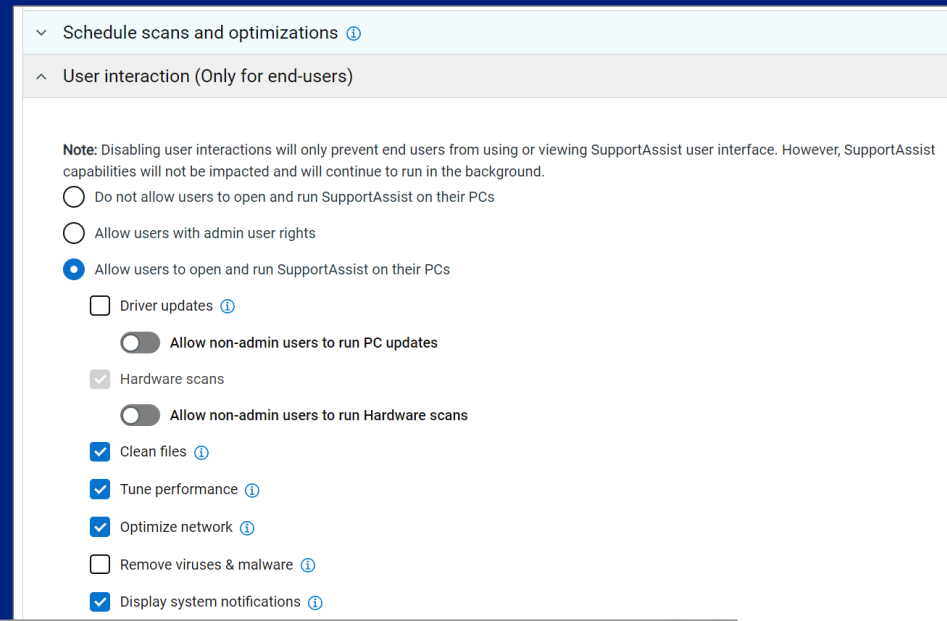 Schedule scans and optimizations
User interaction (Only for end-users)
Note: Disabling user interactions will only prevent end users from using or viewing SupportAssist user interface. However, SupportAssist
capabilities will not be impacted and will continue to run in the background.
Do not allow users to open and run SupportAssist on their PCs
Allow users with admin user rights
Allow users to open and run SupportAssist on their PCs
Driver updates
Allow non-admin users to run PC updates
Hardware scans
Allow non-admin users to run Hardware scans
Clean files
Tune performance
Optimize network
Remove viruses & malware
Display system notifications